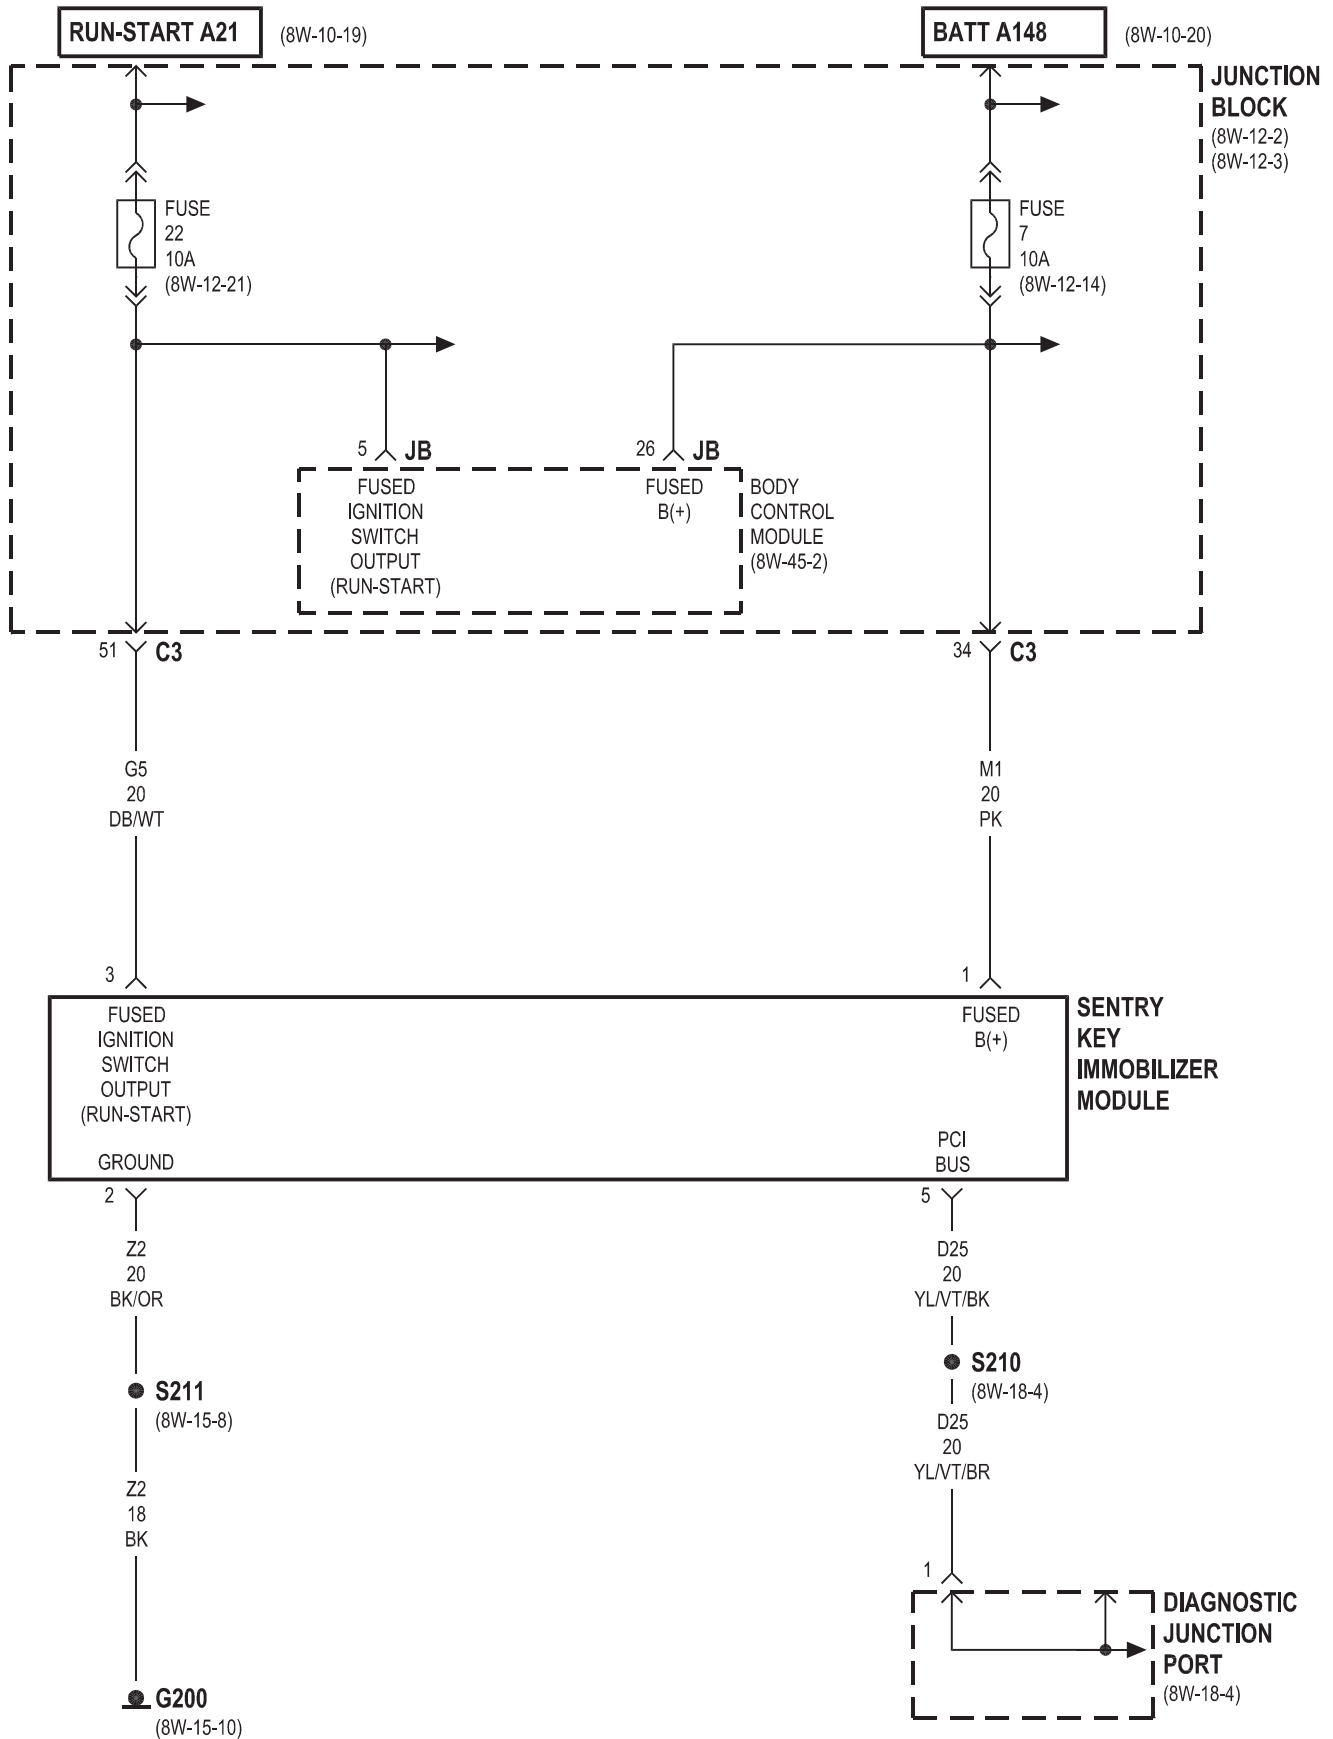 RUN-START A21 (8W-10-19)
BATT A148 (8W-10-20)
JUNCTION
BLOCK
(8W-12-2)
(8W-12-3)
FUSE
22
10A
(8W-12-21)
FUSE
7
10A
(8W-12-14)
5 JB
26 JB
FUSED
IGNITION
SWITCH
OUTPUT
(RUN-START)
FUSED
B(+)
BODY
CONTROL
MODULE
(8W-45-2)
51 C3
34 C3
G5
20
DB/WT
M1
20
PK
3
1
FUSED
IGNITION
SWITCH
OUTPUT
(RUN-START)
FUSED
B(+)
SENTRY
KEY
IMMOBILIZER
MODULE
GROUND
PCI
BUS
2
5
Z2
20
BK/OR
D25
20
YL/VT/BK
S211
(8W-15-8)
S210
(8W-18-4)
Z2
18
BK
D25
20
YL/VT/BR
1
DIAGNOSTIC
JUNCTION
PORT
(8W-18-4)
G200
(8W-15-10)